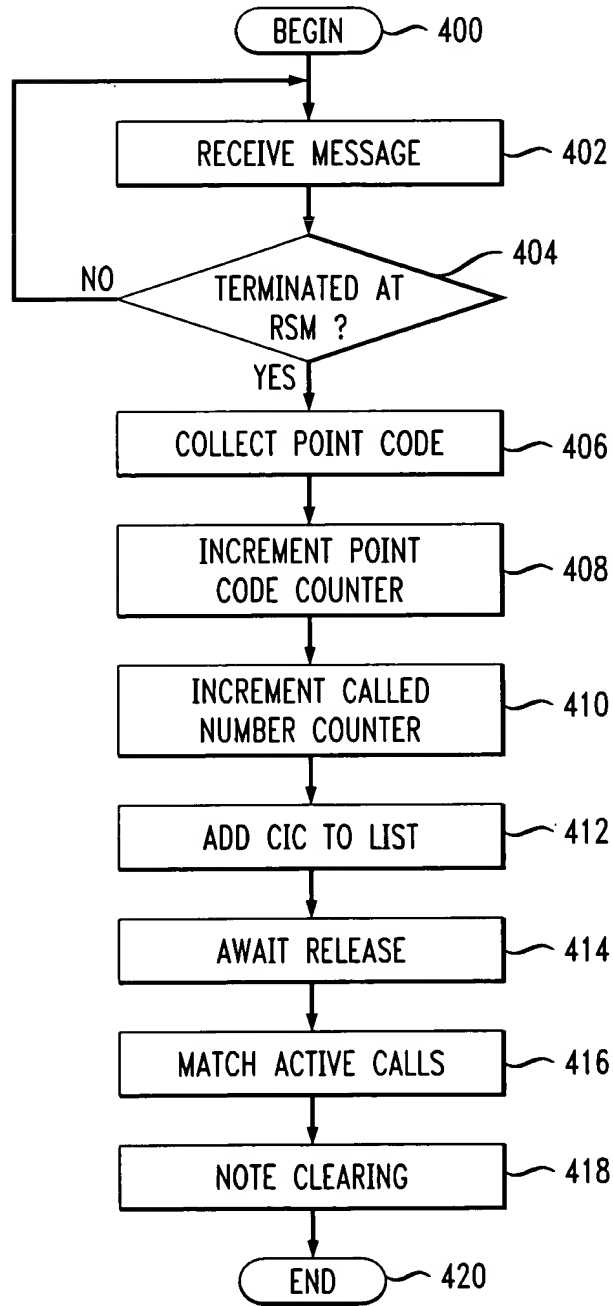 BEGIN 400
RECEIVE MESSAGE 402
404
NO TERMINATED AT
RSM ?
YES
COLLECT POINT CODE 406
INCREMENT POINT
CODE COUNTER 408
INCREMENT CALLED
NUMBER COUNTER 410
ADD CIC TO LIST 412
AWAIT RELEASE 414
MATCH ACTIVE CALLS 416
NOTE CLEARING 418
END 420